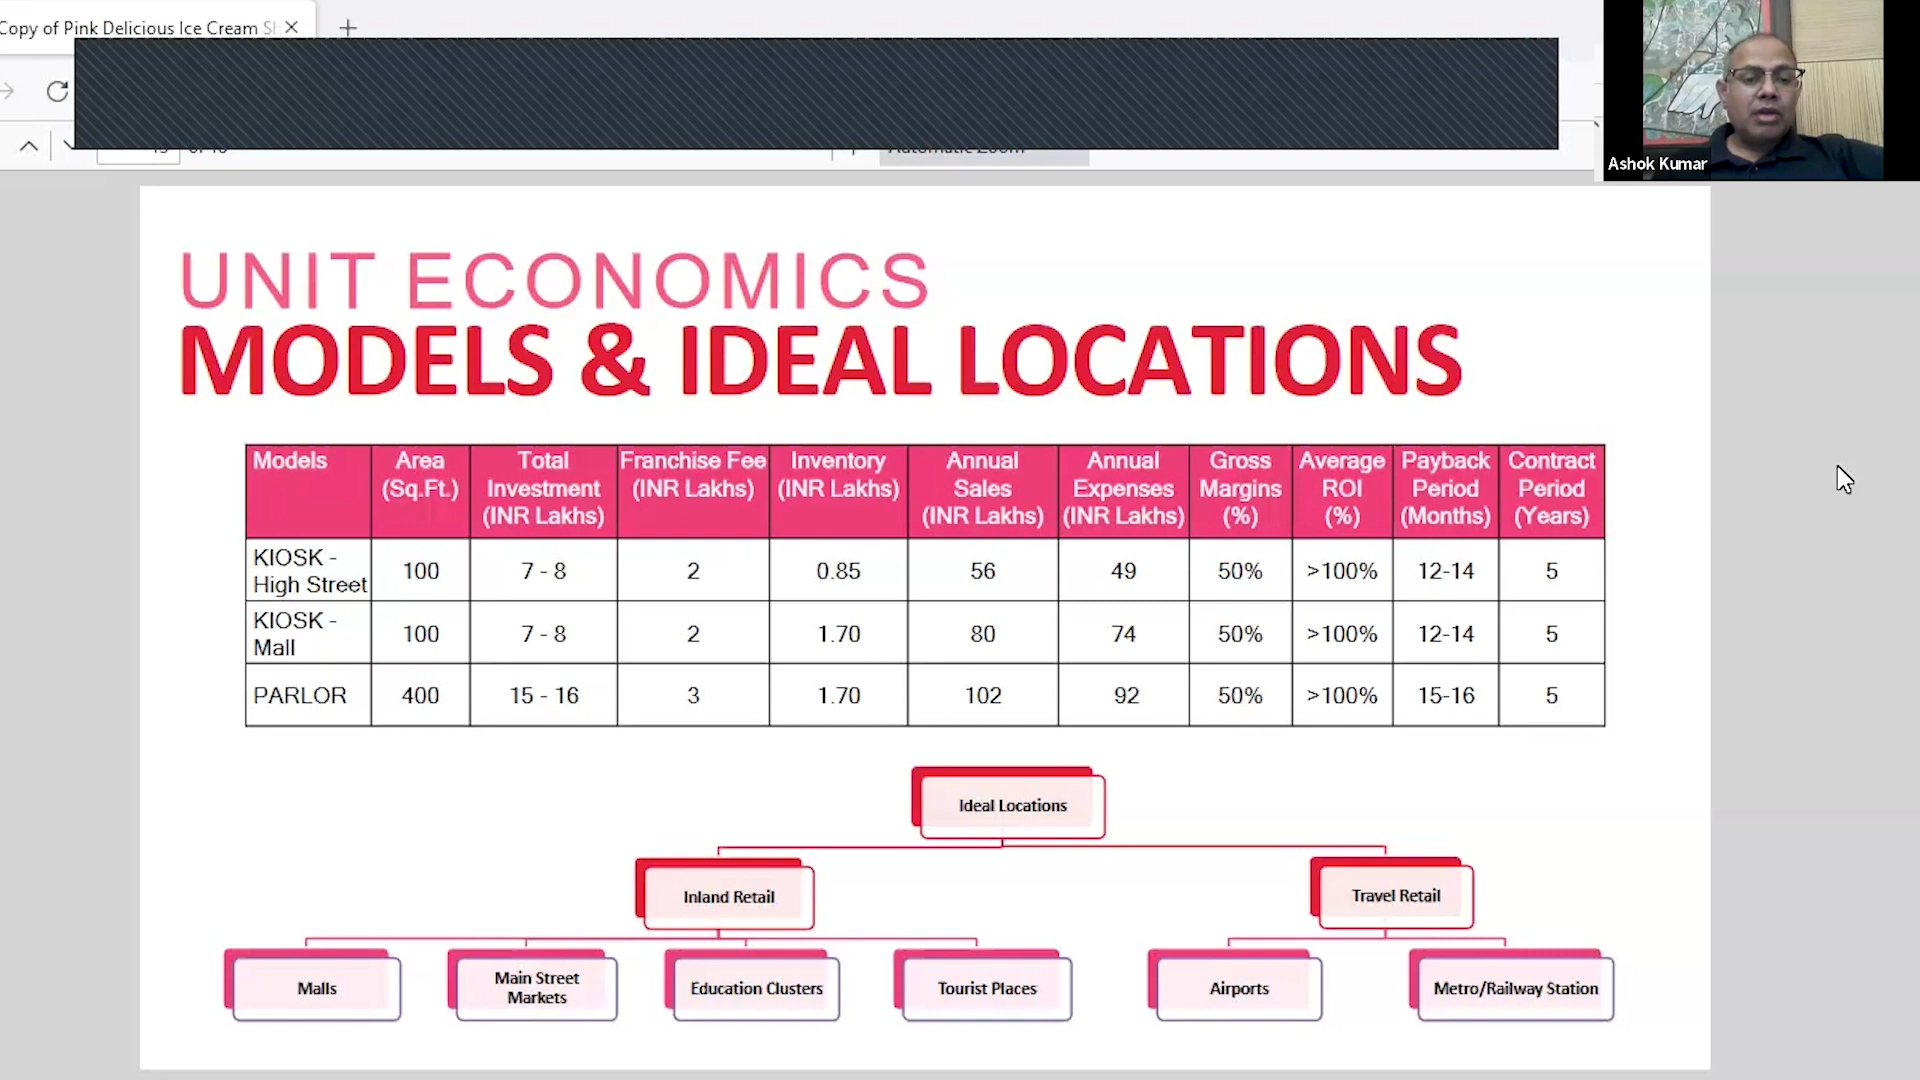 Copy of Pink Delicious Ice Cream
Ashok Kumar
UNIT ECONOMICS
MODELS & IDEAL LOCATIONS
Models Area Total Franchise Fee Inventory Annual Annual Gross Average Payback Contract
(Sq.Ft.) Investment (INR Lakhs) (INR Lakhs) Sales Expenses Margins ROI Period Period
(INR Lakhs) (INR Lakhs) (INR Lakhs) (%) (%) (Months) (Years)
KIOSK -
High Street 100 7 - 8 2 0.85 56 49 50% >100% 12-14 5
KIOSK -
Mall 100 7 - 8 2 1.70 80 74 50% >100% 12-14 5
PARLOR 400 15 - 16 3 1.70 102 92 50% >100% 15-16 5
Ideal Locations
Inland Retail Travel Retail
Malls Main Street Education Clusters Tourist Places Airports Metro/Railway Station
Markets